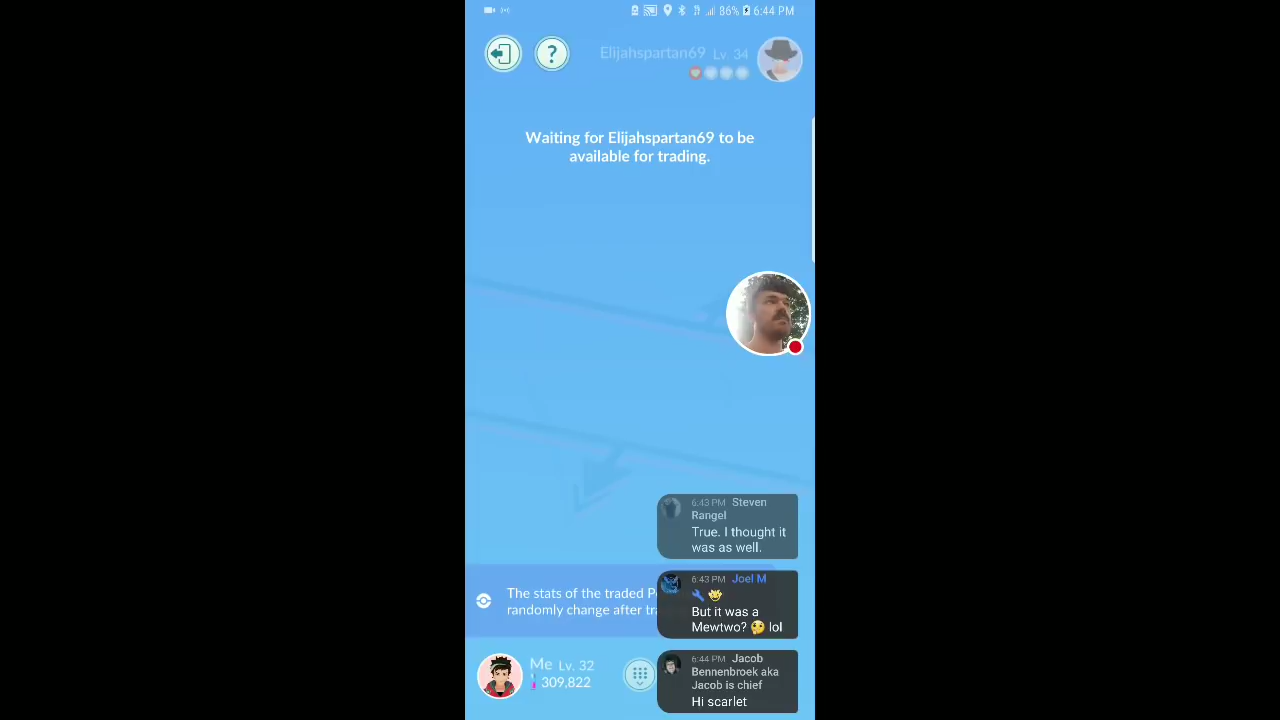 86% 6:44 PM
?
Elijahspartan69 Lv. 34
Waiting for Elijahspartan69 to be
available for trading.
6:43 PM Steven
Rangel
True. I thought it
was as well.
6:43 PM Joel M
But it was a
Mewtwo? 🤔 lol
The stats of the traded P
randomly change after tra
Me Lv. 32
309,822
6:44 PM Jacob
Bennenbroek aka
Jacob is chief
Hi scarlet